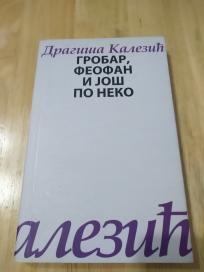 Драгиша Калезић
ГРОБАР,
ФЕОФАН
И ЈОШ
ПО НЕКО
алезић